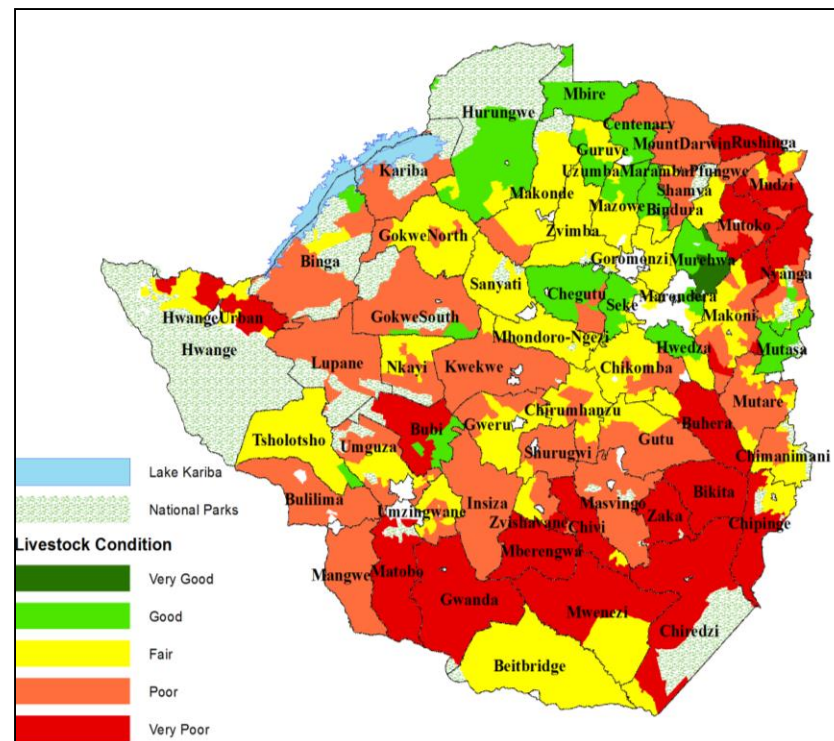 Mbire
Hurungwe
Centenary
MountDarwin
Rushinga
Guruve
Kariba
Uzumba
Maramba
Pfungwe
Shamva
Mudzi
Makonde
Mazowe
Bindura
Mutoko
GokweNorth
Zvimba
Murehwa
Binga
Goromonzi
Nyanga
Sanyati
Chegutu
Seke
Marondera
Makoni
HwangeUrban
GokweSouth
Mhondoro-Ngezi
Hwedza
Mutasa
Hwange
Lupane
Nkayi
Kwekwe
Chikomba
Mutare
Bubi
Gweru
Chirumhanzu
Buhera
Tsholotsho
Umguza
Shurugwi
Gutu
Chimanimani
Lake Kariba
Bulilima
Umzingwane
Insiza
Masvingo
Bikita
National Parks
Zvishavane
Chivi
Zaka
Chipinge
Livestock Condition
Mberengwa
Mangwe
Matobo
Very Good
Gwanda
Mwenezi
Good
Chiredzi
Fair
Beitbridge
Poor
Very Poor